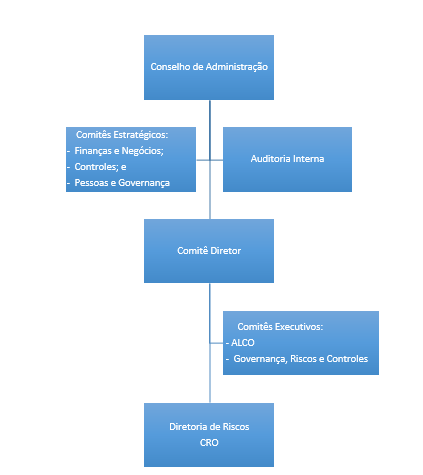 Conselho de Administração
Comitês Estratégicos:
- Finanças e Negócios;
- Controles; e
- Pessoas e Governança
Auditoria Interna
Comitê Diretor
Comitês Executivos:
- ALCO
- Governança, Riscos e Controles
Diretoria de Riscos
CRO